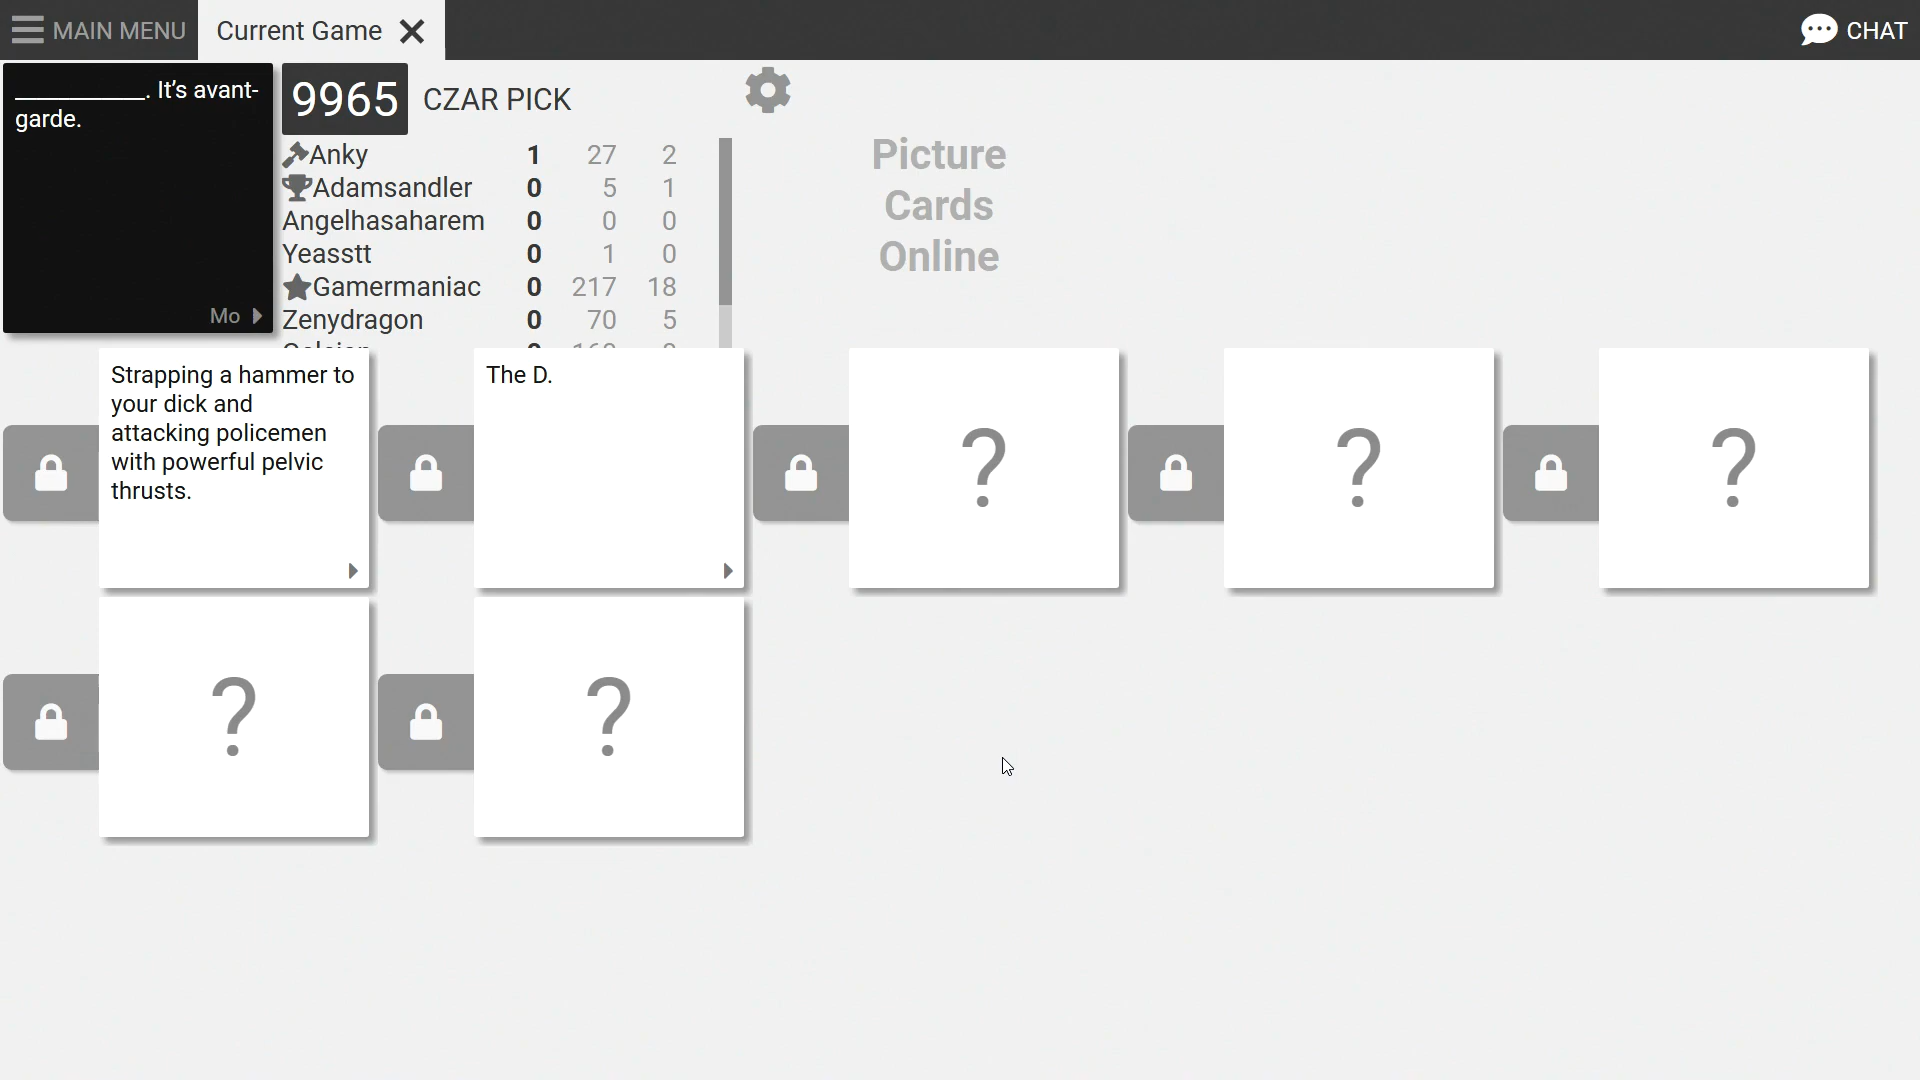 MAIN MENU
Current Game
CHAT
___________. It’s avant-
garde.
Mo
9965
CZAR PICK
Anky 1 27 2
Adamsandler 0 5 1
Angelhasaharem 0 0 0
Yeasstt 0 1 0
Gamermaniac 0 217 18
Zenydragon 0 70 5
Picture
Cards
Online
Strapping a hammer to
your dick and
attacking policemen
with powerful pelvic
thrusts.
The D.
?
?
?
?
?